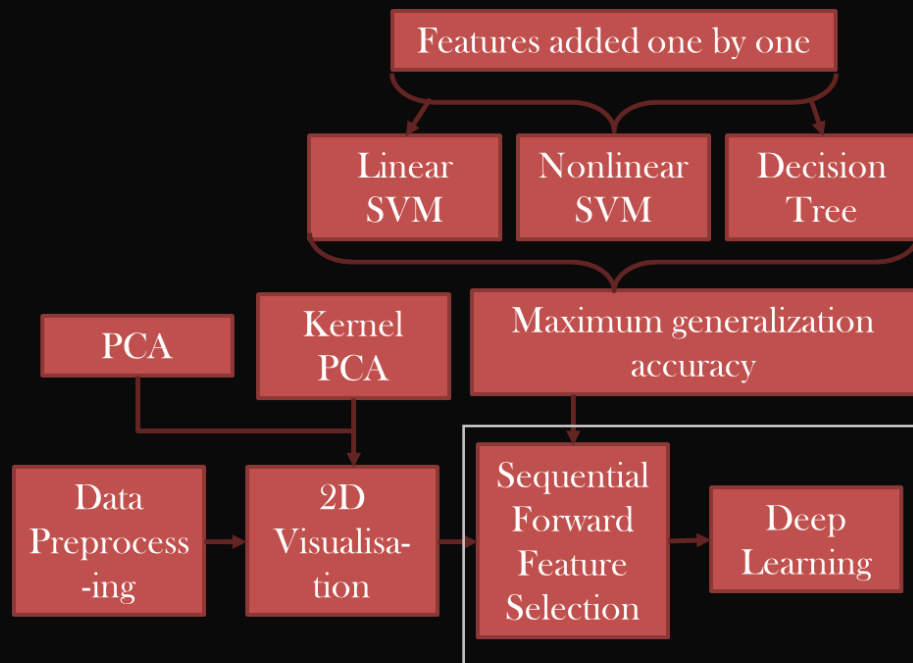 Features added one by one
Linear
SVM
Nonlinear
SVM
Decision
Tree
Maximum generalization
accuracy
PCA
Kernel
PCA
Data
Preprocess
-ing
2D
Visualisa-
tion
Sequential
Forward
Feature
Selection
Deep
Learning